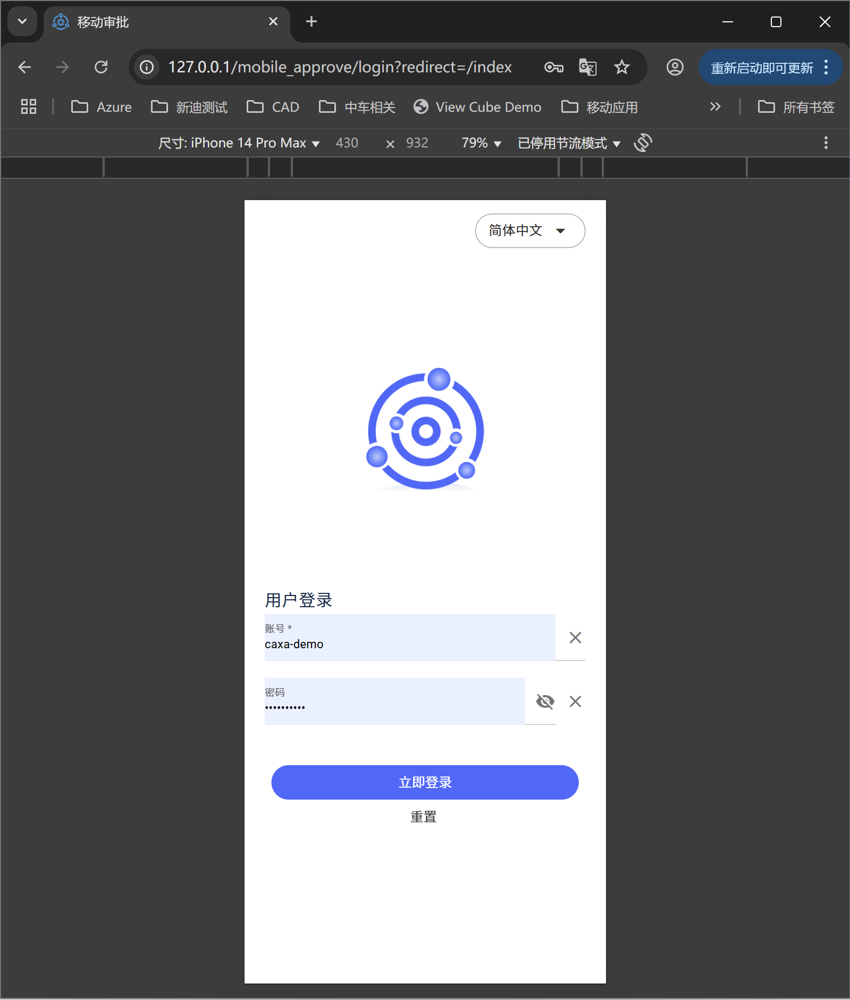 移动审批
127.0.0.1/mobile_approve/login?redirect=/index
重新启动即可更新
Azure 新迪测试 CAD 中车相关 View Cube Demo 移动应用 所有书签
尺寸: iPhone 14 Pro Max 430 × 932 79% 已停用节流模式
简体中文
用户登录
账号 *
caxa-demo
密码
••••••••••
立即登录
重置